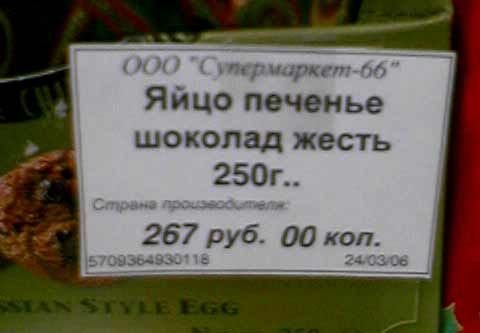 ООО "Супермаркет-66"
Яйцо печенье
шоколад жесть
250г..
Страна производителя:
267 руб. 00 коп.
5709364930118 24/03/06
SSIAN STYLE EGG